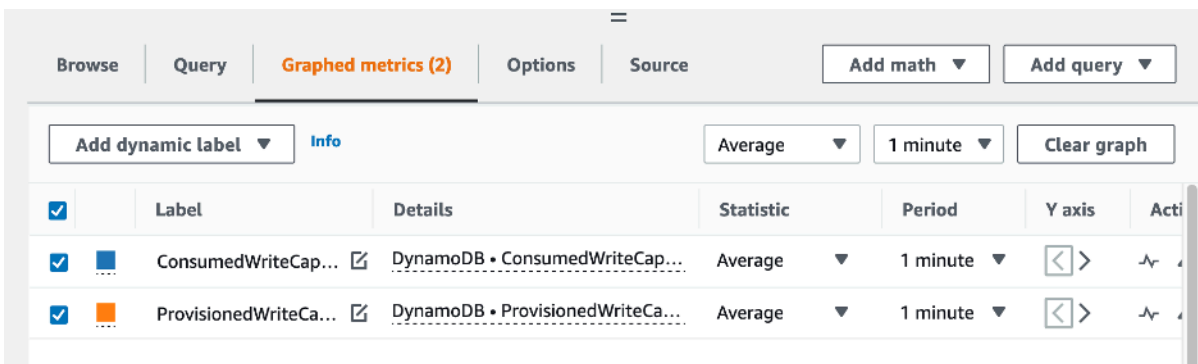 Browse Query Graphed metrics (2) Options Source Add math Add query
Add dynamic label Info Average 1 minute Clear graph
Label Details Statistic Period Y axis Acti
ConsumedWriteCap... DynamoDB • ConsumedWriteCap... Average 1 minute
ProvisionedWriteCa... DynamoDB • ProvisionedWriteCa... Average 1 minute